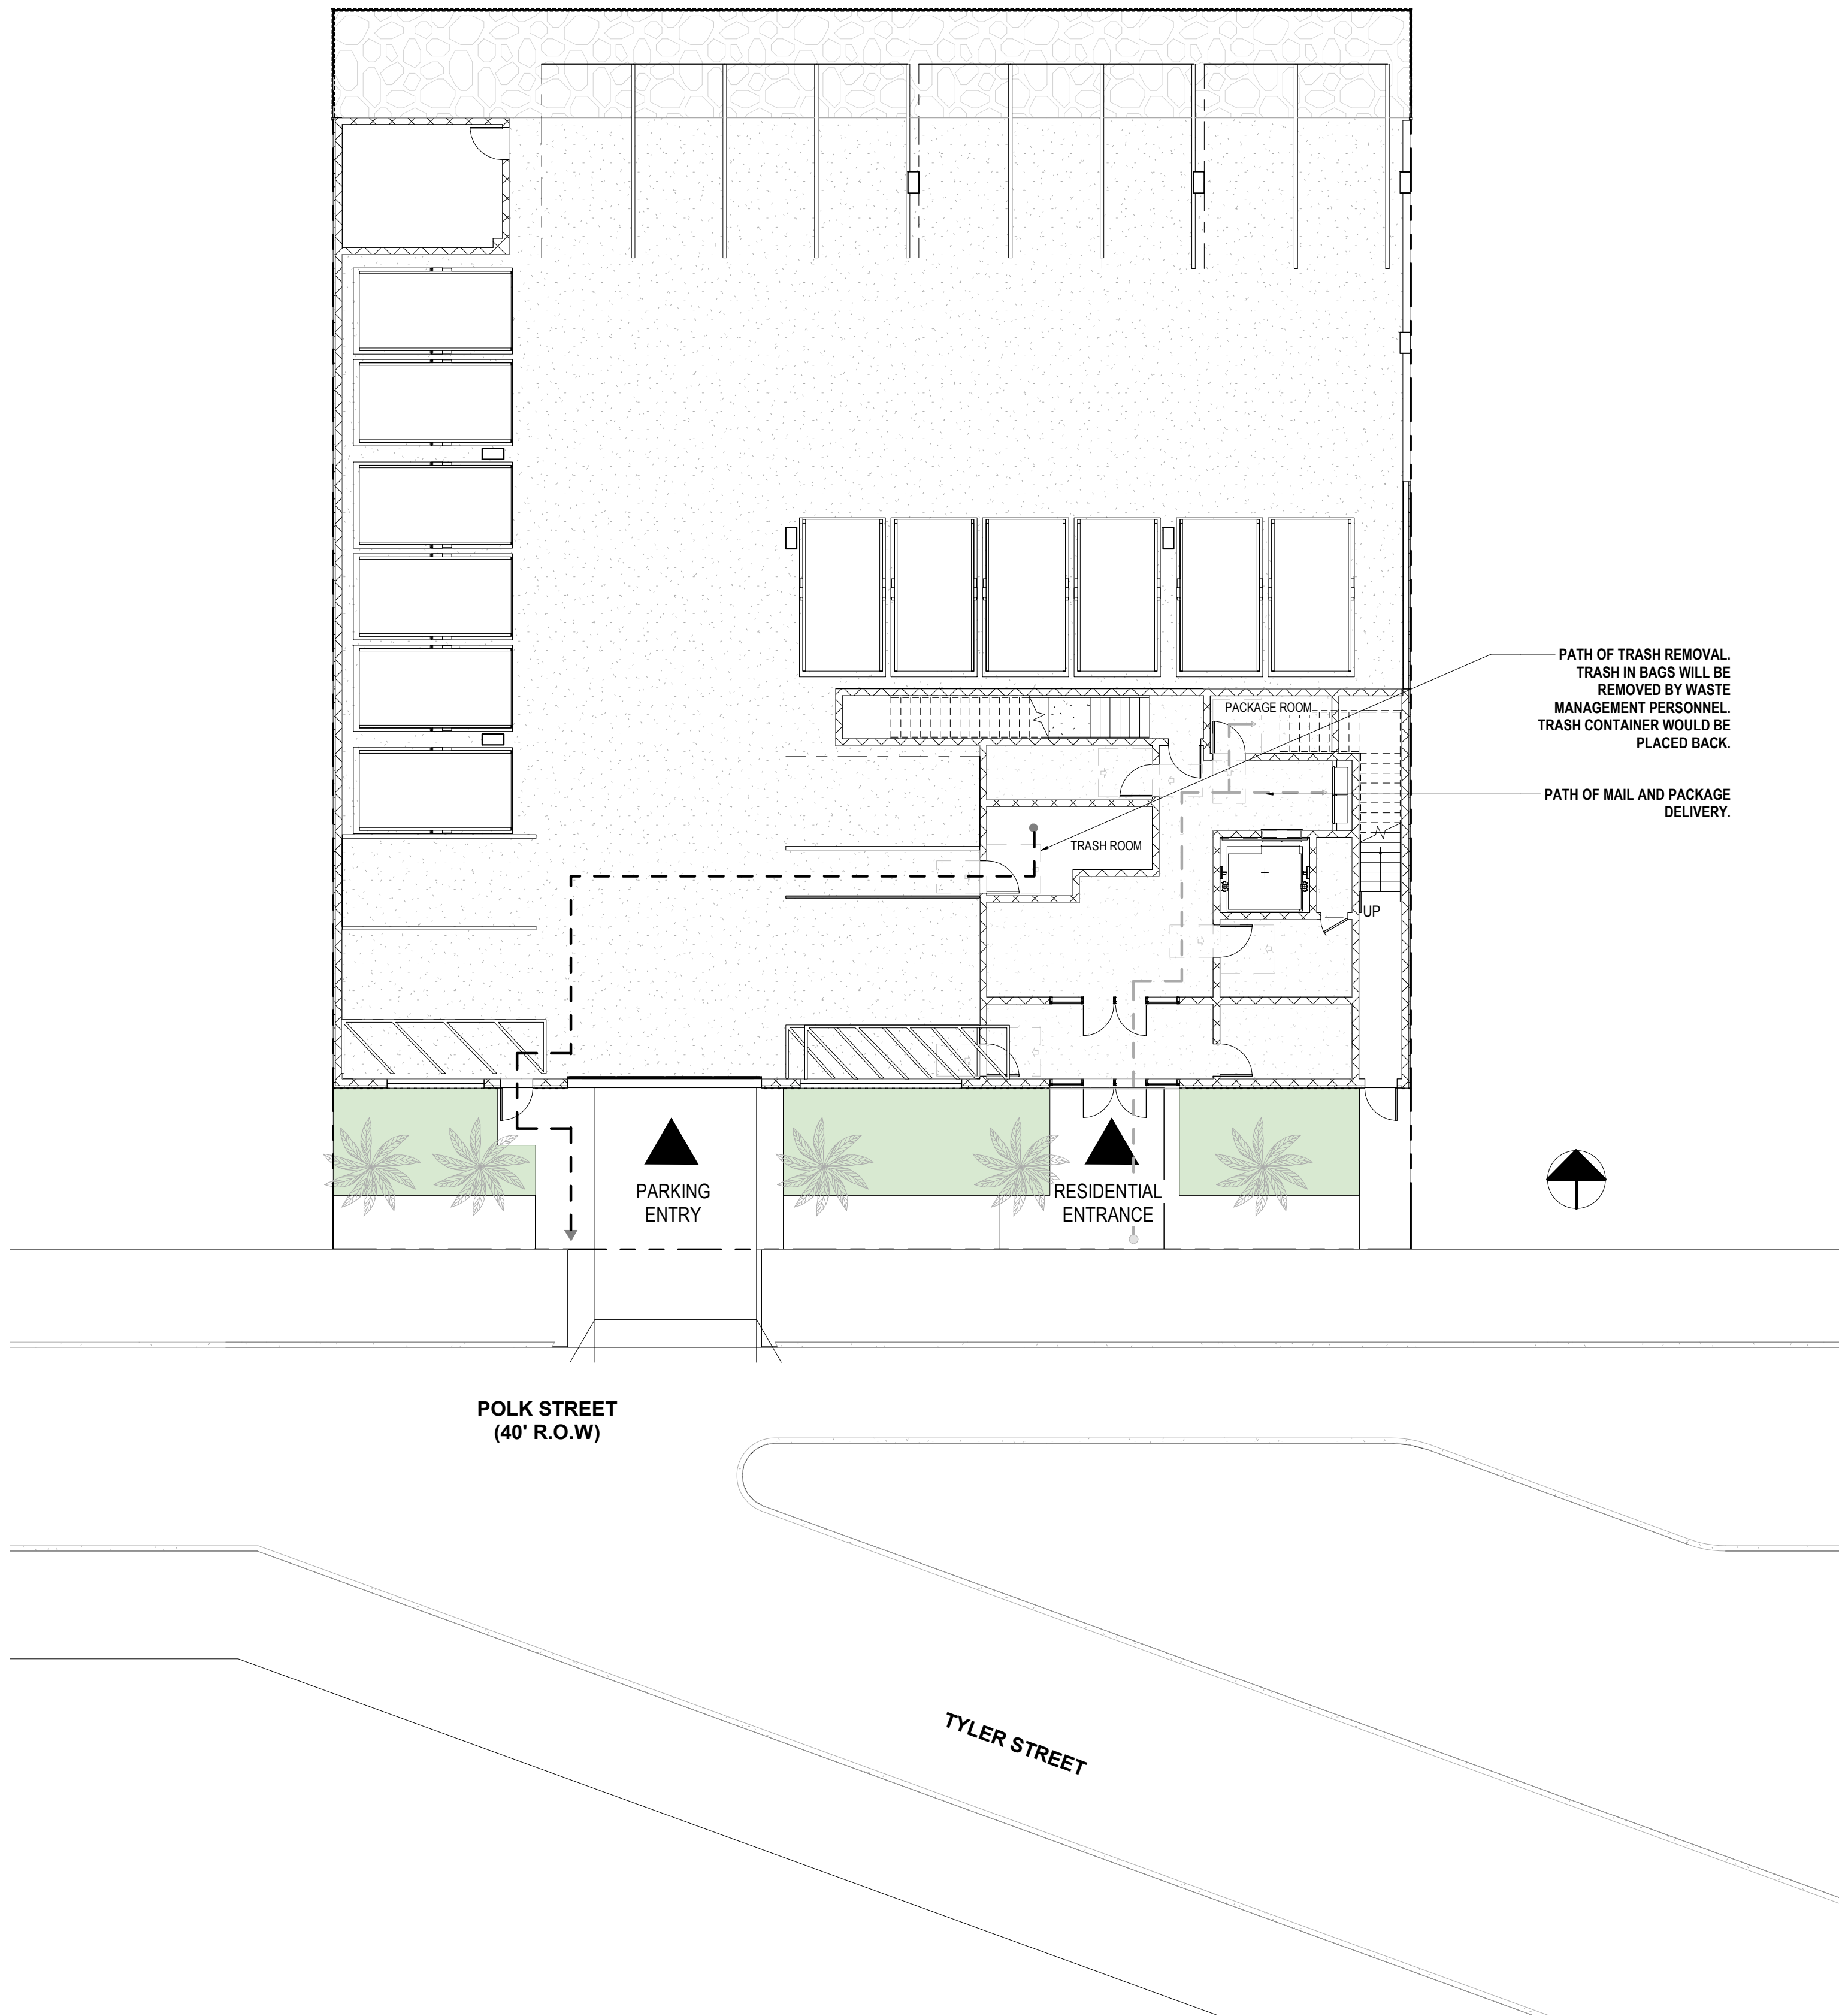 PATH OF TRASH REMOVAL.
TRASH IN BAGS WILL BE
REMOVED BY WASTE
MANAGEMENT PERSONNEL.
TRASH CONTAINER WOULD BE
PLACED BACK.
PACKAGE ROOM
PATH OF MAIL AND PACKAGE
DELIVERY.
TRASH ROOM
UP
PARKING
ENTRY
RESIDENTIAL
ENTRANCE
POLK STREET
(40' R.O.W)
TYLER STREET